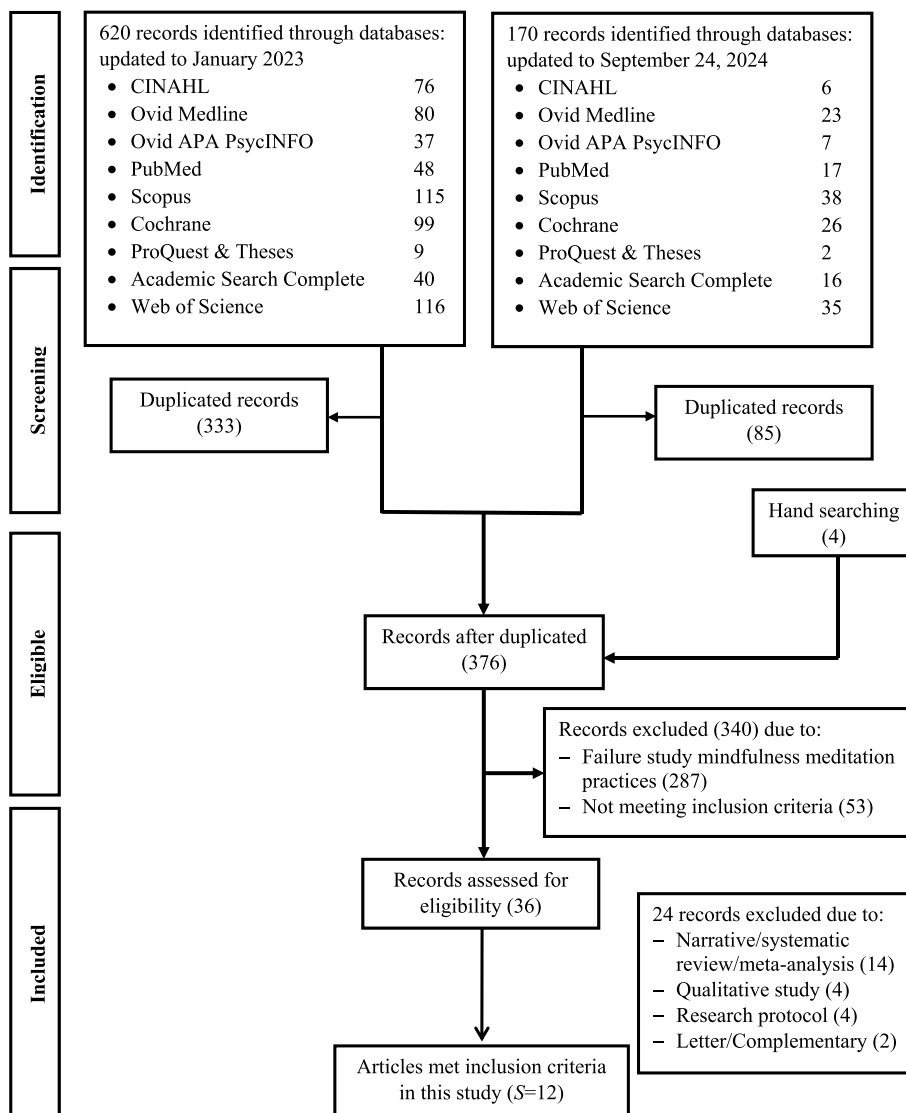 Identification
620 records identified through databases:
updated to January 2023
• CINAHL 76
• Ovid Medline 80
• Ovid APA PsycINFO 37
• PubMed 48
• Scopus 115
• Cochrane 99
• ProQuest & Theses 9
• Academic Search Complete 40
• Web of Science 116
170 records identified through databases:
updated to September 24, 2024
• CINAHL 6
• Ovid Medline 23
• Ovid APA PsycINFO 7
• PubMed 17
• Scopus 38
• Cochrane 26
• ProQuest & Theses 2
• Academic Search Complete 16
• Web of Science 35
Screening
Duplicated records
(333)
Duplicated records
(85)
Hand searching
(4)
Eligible
Records after duplicated
(376)
Records excluded (340) due to:
– Failure study mindfulness meditation
practices (287)
– Not meeting inclusion criteria (53)
Included
Records assessed for
eligibility (36)
24 records excluded due to:
– Narrative/systematic
review/meta-analysis (14)
– Qualitative study (4)
– Research protocol (4)
– Letter/Complementary (2)
Articles met inclusion criteria
in this study (S=12)